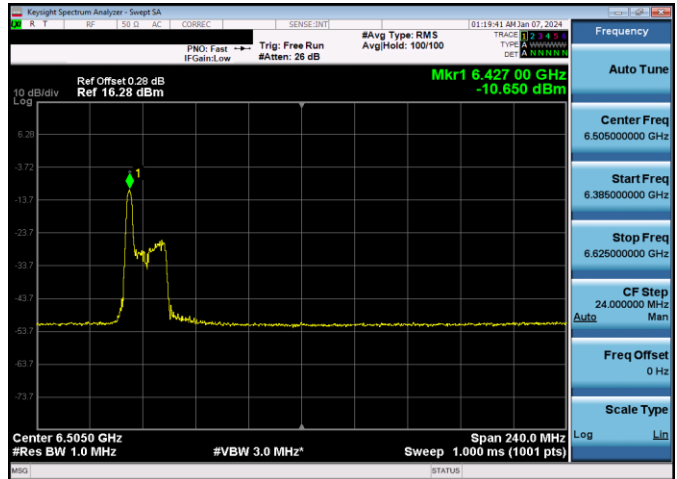 Keysight Spectrum Analyzer - Swept SA
LXI R T RF 50 Ω AC CORREC SENSE:INT 01:19:41 AM Jan 07, 2024
#Avg Type: RMS TRACE 1 2 3 4 5 6
PNO: Fast Trig: Free Run Avg|Hold: 100/100 TYPE A WWWWW
IFGain:Low #Atten: 26 dB DET A N N N N N
Mkr1 6.427 00 GHz
Ref Offset 0.28 dB
10 dB/div Ref 16.28 dBm -10.650 dBm
Log
6.28
1
-3.72
-13.7
-23.7
-33.7
-43.7
-53.7
-63.7
-73.7
Center 6.5050 GHz Span 240.0 MHz
#Res BW 1.0 MHz #VBW 3.0 MHz* Sweep 1.000 ms (1001 pts)
MSG STATUS
Frequency
Auto Tune
Center Freq
6.505000000 GHz
Start Freq
6.385000000 GHz
Stop Freq
6.625000000 GHz
CF Step
24.000000 MHz
Auto Man
Freq Offset
0 Hz
Scale Type
Log Lin